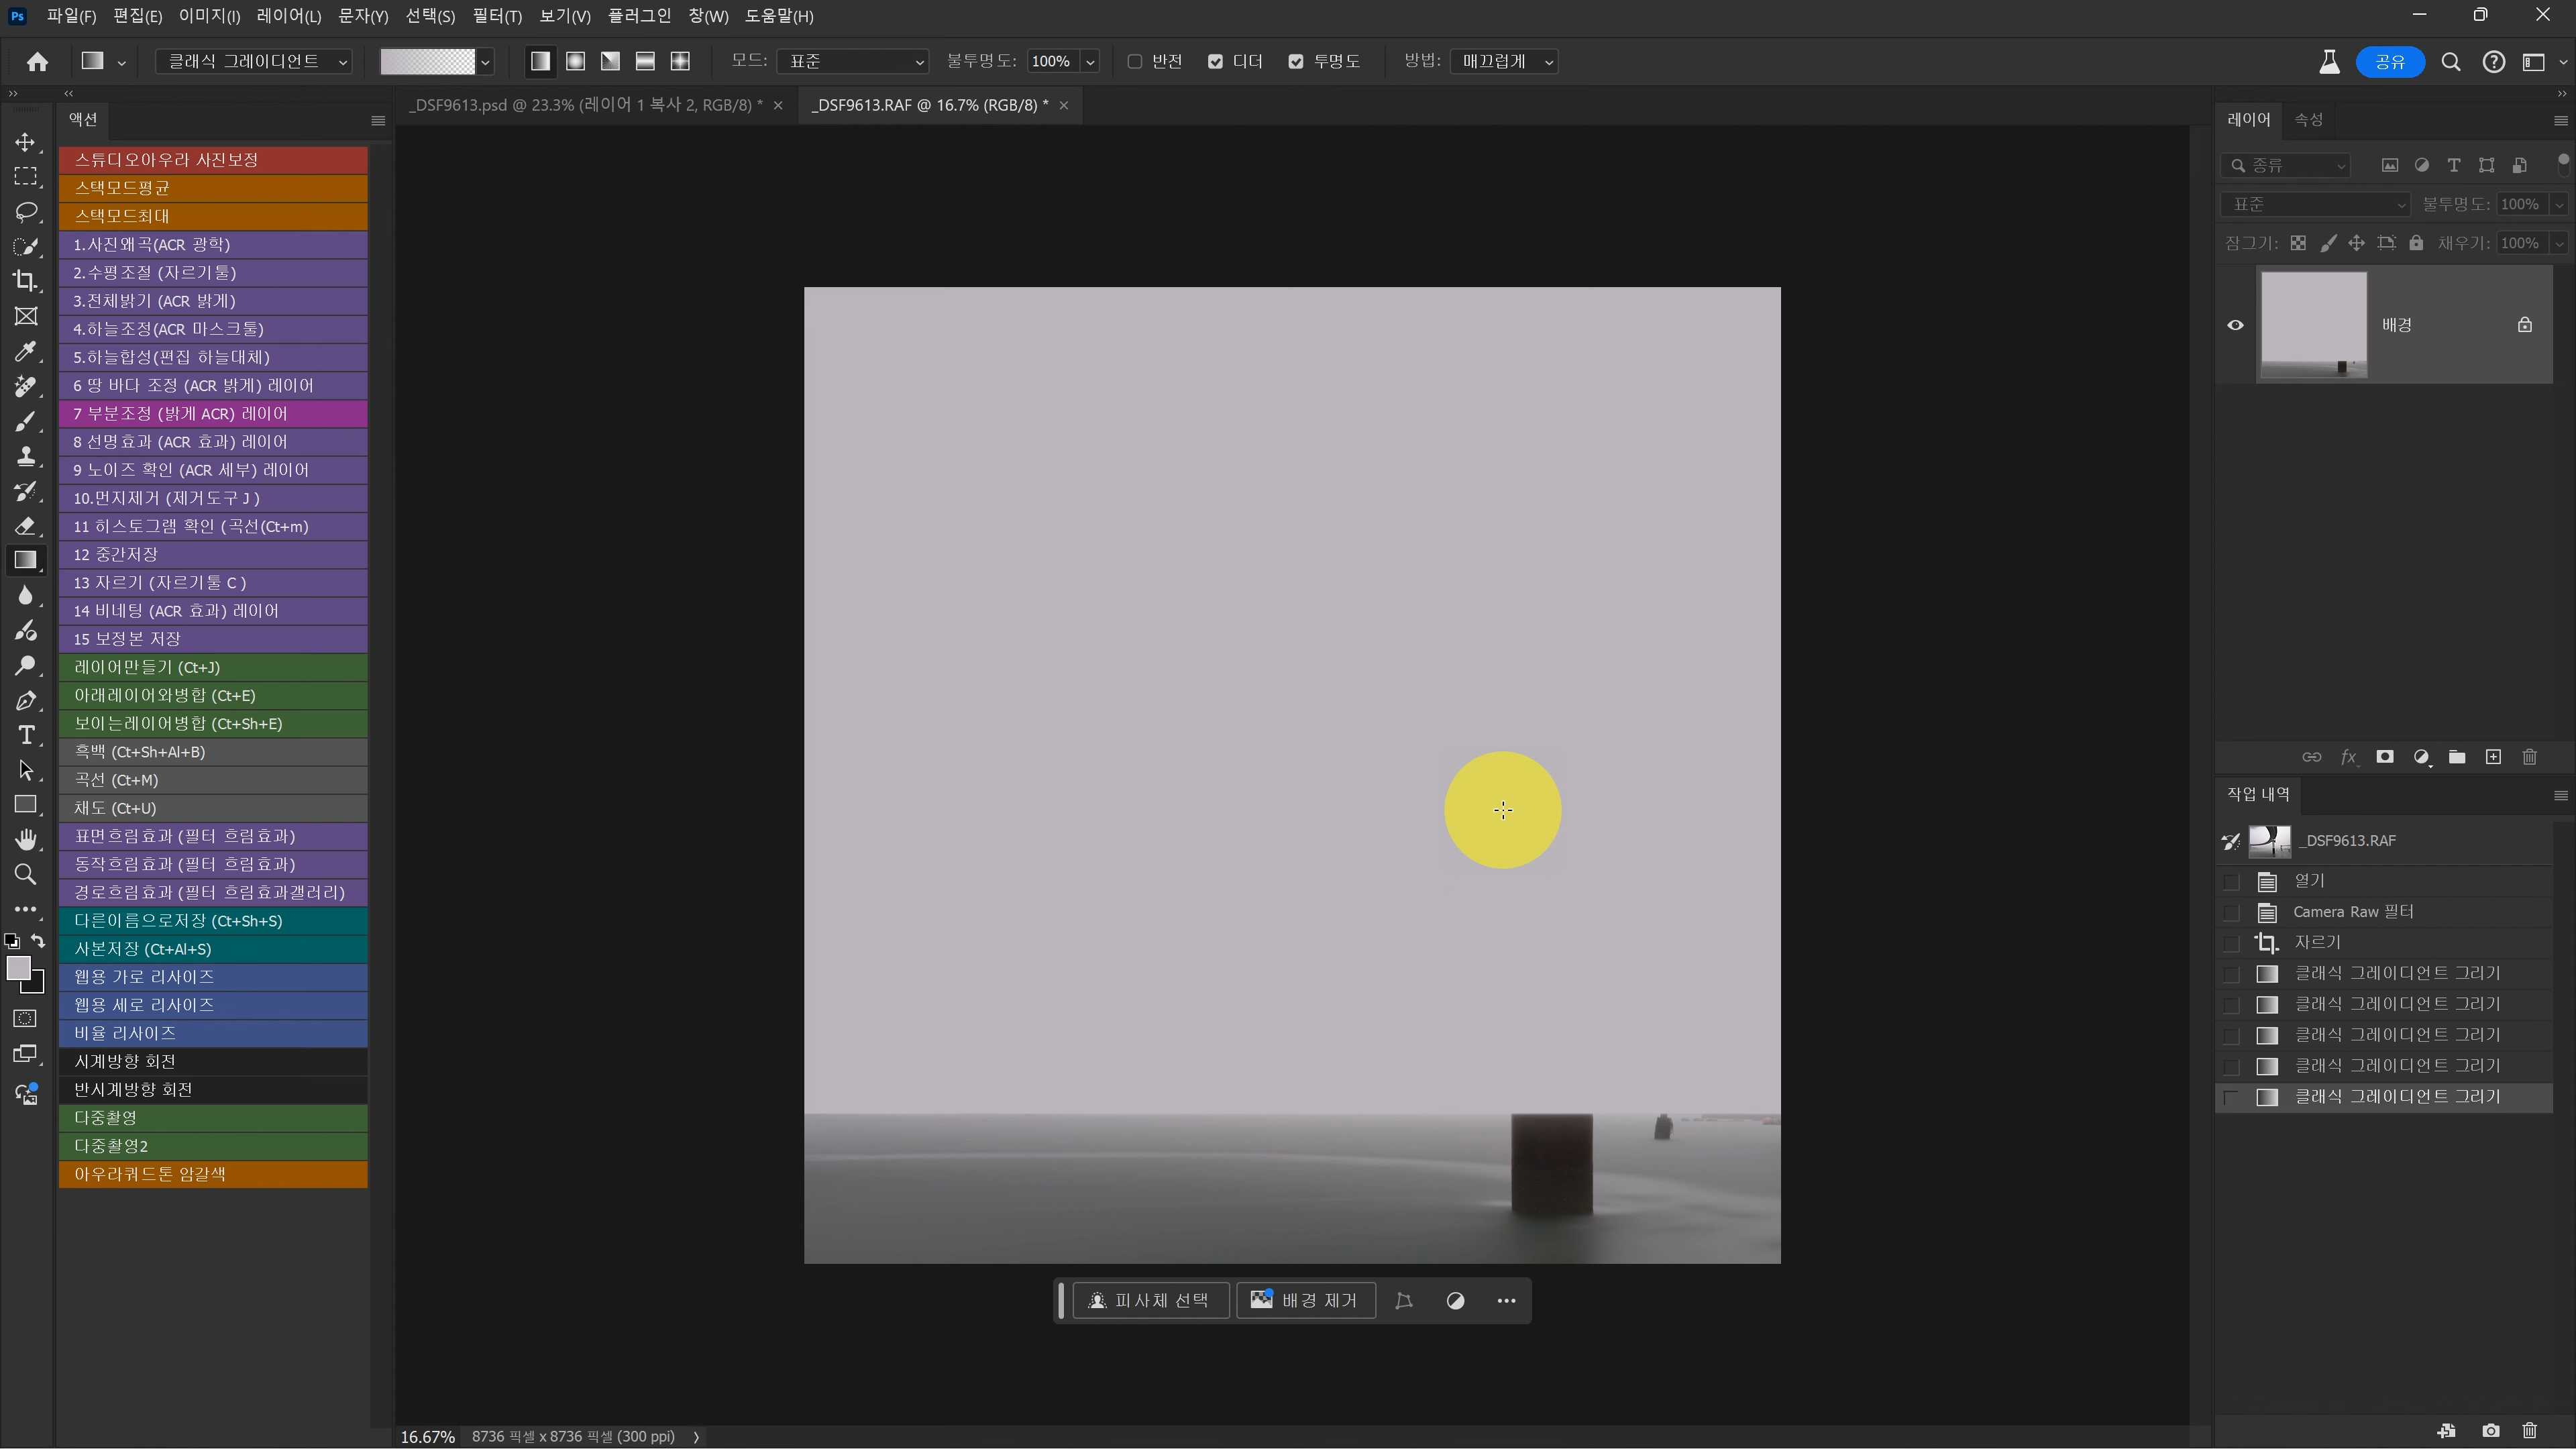 Ps 파일(F) 편집(E) 이미지(I) 레이어(L) 문자(Y) 선택(S) 필터(T) 보기(V) 플러그인 창(W) 도움말(H)
클래식 그레이디언트 모드: 표준 불투명도: 100% 반전 디더 투명도 방법: 매끄럽게 공유
_DSF9613.psd @ 23.3% (레이어 1 복사 2, RGB/8) *
_DSF9613.RAF @ 16.7% (RGB/8) *
액션
스튜디오아우라 사진보정
스택모드평균
스택모드최대
1.사진왜곡(ACR 광학)
2.수평조절 (자르기툴)
3.전체밝기 (ACR 밝게)
4.하늘조정(ACR 마스크툴)
5.하늘합성(편집 하늘대체)
6 땅 바다 조정 (ACR 밝게) 레이어
7 부분조정 (밝게 ACR) 레이어
8 선명효과 (ACR 효과) 레이어
9 노이즈 확인 (ACR 세부) 레이어
10.먼지제거 (제거도구 J )
11 히스토그램 확인 (곡선(Ct+m)
12 중간저장
13 자르기 (자르기툴 C )
14 비네팅 (ACR 효과) 레이어
15 보정본 저장
레이어만들기 (Ct+J)
아래레이어와병합 (Ct+E)
보이는레이어병합 (Ct+Sh+E)
흑백 (Ct+Sh+Al+B)
곡선 (Ct+M)
채도 (Ct+U)
표면흐림효과 (필터 흐림효과)
동작흐림효과 (필터 흐림효과)
경로흐림효과 (필터 흐림효과갤러리)
다른이름으로저장 (Ct+Sh+S)
사본저장 (Ct+Al+S)
웹용 가로 리사이즈
웹용 세로 리사이즈
비율 리사이즈
시계방향 회전
반시계방향 회전
다중촬영
다중촬영2
아우라쿼드톤 암갈색
피사체 선택
배경 제거
16.67% 8736 픽셀 x 8736 픽셀 (300 ppi)
레이어 속성
종류
표준 불투명도: 100%
잠그기: 채우기: 100%
배경
fx
작업 내역
_DSF9613.RAF
열기
Camera Raw 필터
자르기
클래식 그레이디언트 그리기
클래식 그레이디언트 그리기
클래식 그레이디언트 그리기
클래식 그레이디언트 그리기
클래식 그레이디언트 그리기